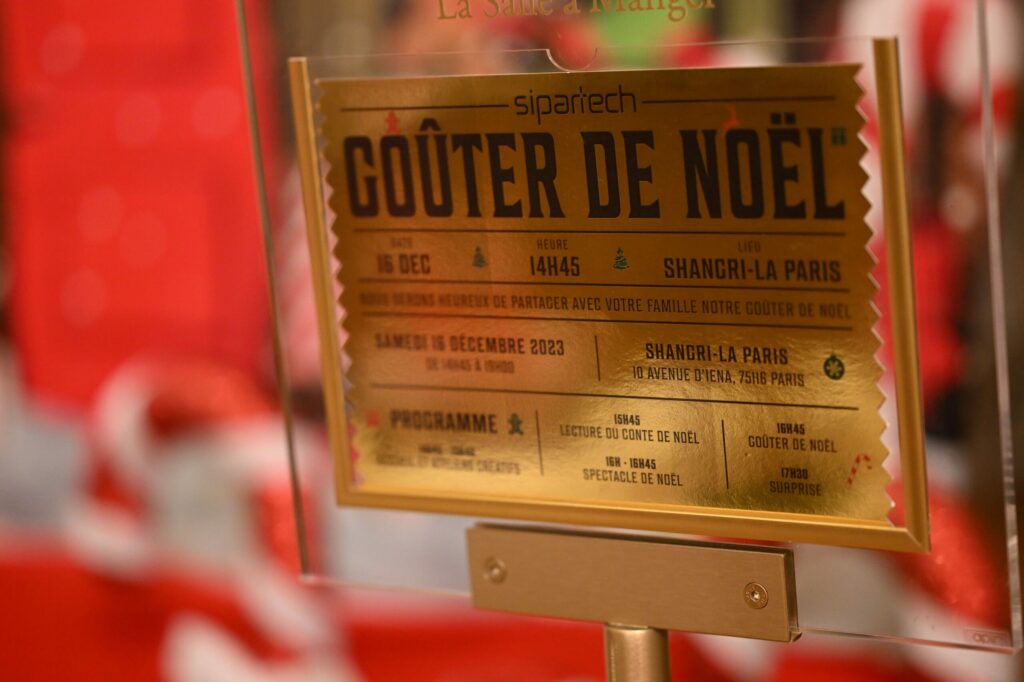 La Salle à Manger
sipartech
GOÛTER DE NOËL
DATE
16 DEC
HEURE
14H45
LIEU
SHANGRI-LA PARIS
NOUS SERONS HEUREUX DE PARTAGER AVEC VOTRE FAMILLE NOTRE GOÛTER DE NOËL
SAMEDI 16 DÉCEMBRE 2023
DE 14H45 À 19H00
SHANGRI-LA PARIS
10 AVENUE D'IENA, 75116 PARIS
PROGRAMME
ACCUEIL ET ATELIERS CRÉATIFS
15H45
LECTURE DU CONTE DE NOËL
16H - 16H45
SPECTACLE DE NOËL
16H45
GOÛTER DE NOËL
17H30
SURPRISE